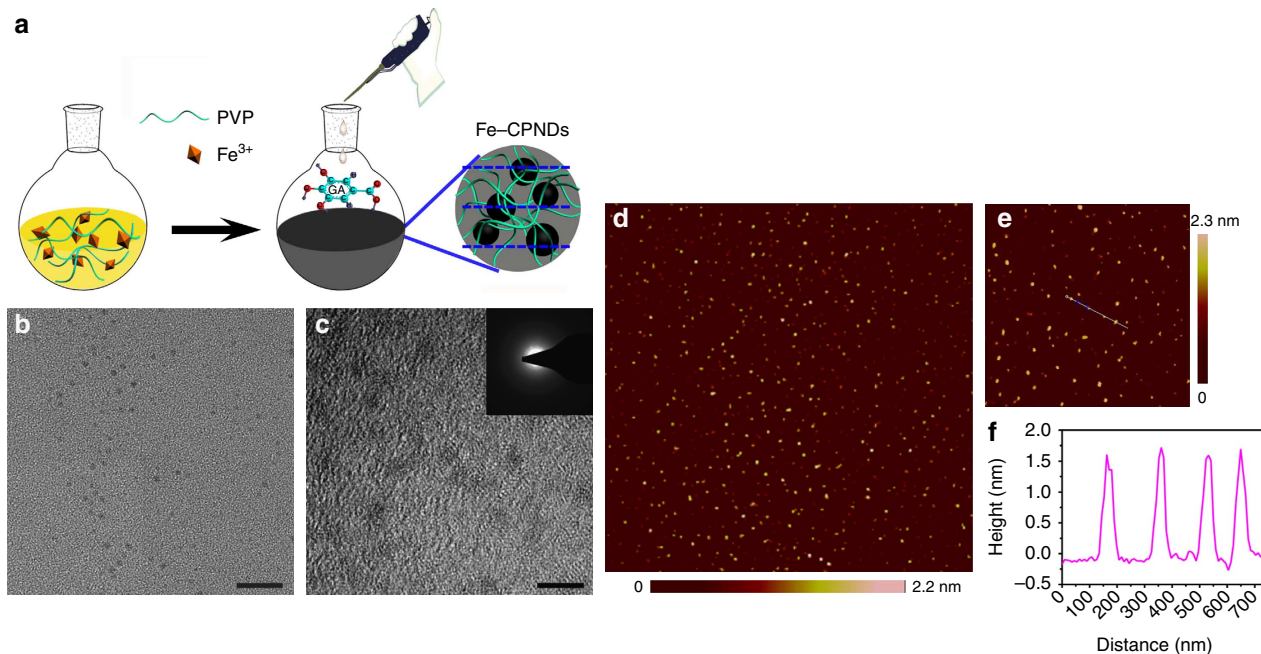 a
PVP
Fe³⁺
GA
Fe–CPNDs
b
c
d
0
2.2 nm
e
2.3 nm
0
f
2.0
1.5
1.0
0.5
0.0
–0.5
Height (nm)
0
100
200
300
400
500
600
700
Distance (nm)